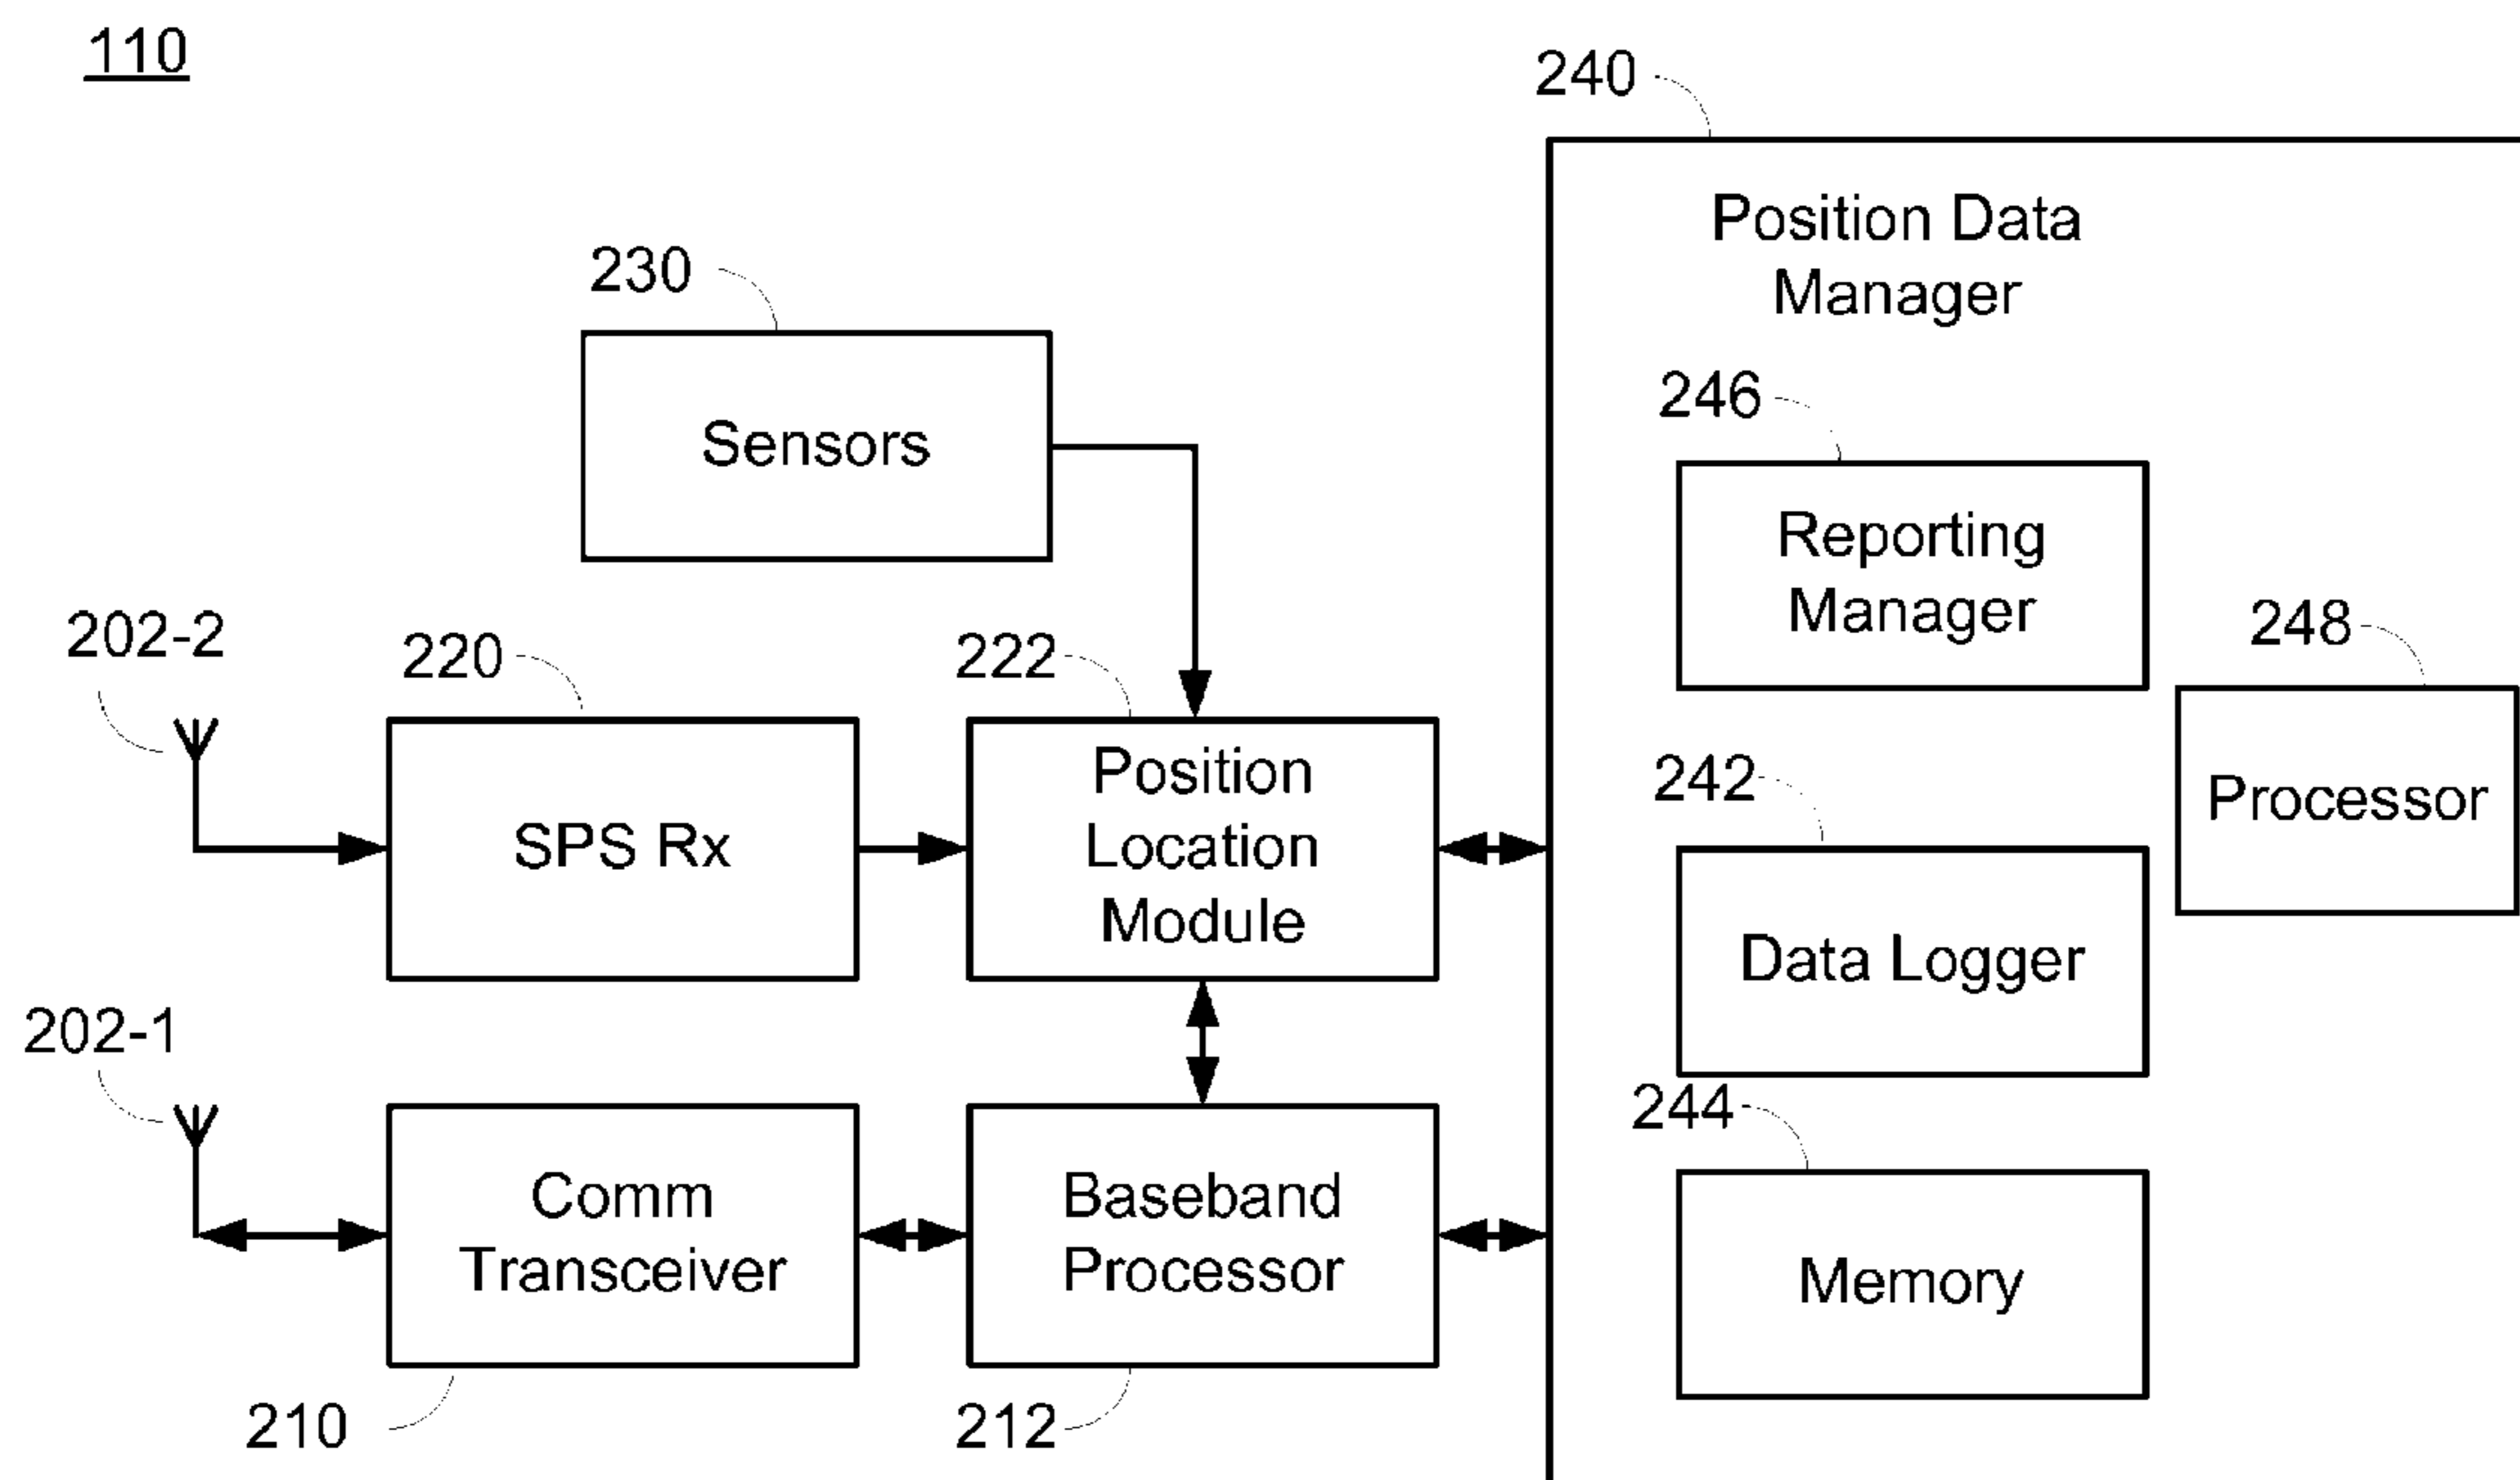 110
240
Position Data
Manager
230
Sensors
246
Reporting
Manager
202-2
220
222
248
Position
Location
Module
SPS Rx
242
Processor
Data Logger
202-1
244
Comm
Transceiver
Baseband
Processor
Memory
210
212